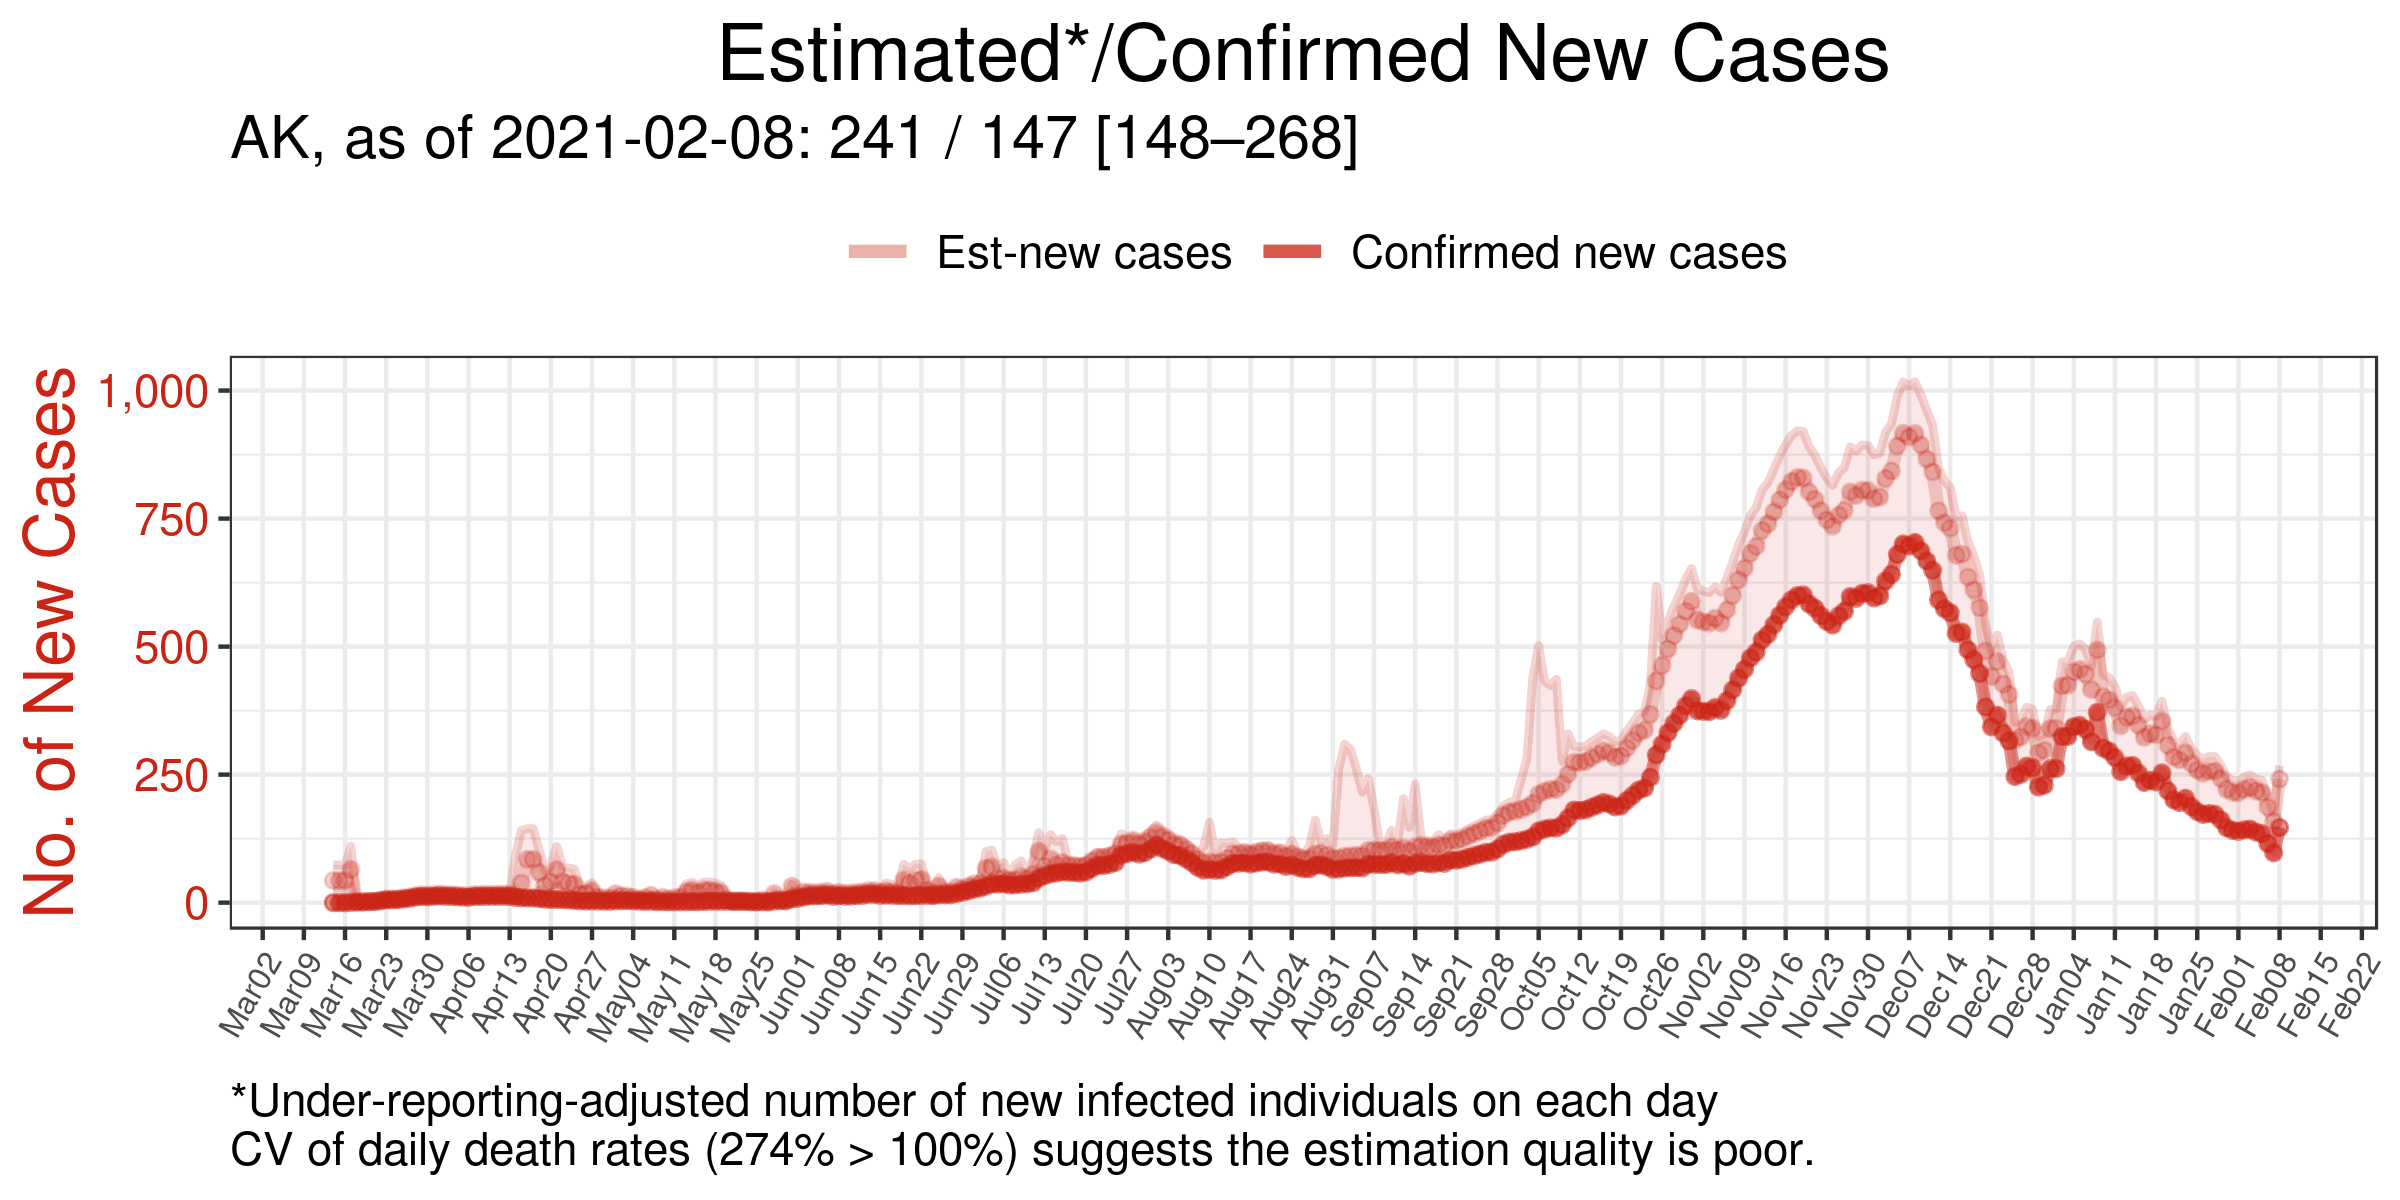 Estimated*/Confirmed New Cases
AK, as of 2021-02-08: 241 / 147 [148–268]
Est-new cases
Confirmed new cases
No. of New Cases
1,000
750
500
250
0
Mar02
Mar09
Mar16
Mar23
Mar30
Apr06
Apr13
Apr20
Apr27
May04
May11
May18
May25
Jun01
Jun08
Jun15
Jun22
Jun29
Jul06
Jul13
Jul20
Jul27
Aug03
Aug10
Aug17
Aug24
Aug31
Sep07
Sep14
Sep21
Sep28
Oct05
Oct12
Oct19
Oct26
Nov02
Nov09
Nov16
Nov23
Nov30
Dec07
Dec14
Dec21
Dec28
Jan04
Jan11
Jan18
Jan25
Feb01
Feb08
Feb15
Feb22
*Under-reporting-adjusted number of new infected individuals on each day
CV of daily death rates (274% > 100%) suggests the estimation quality is poor.